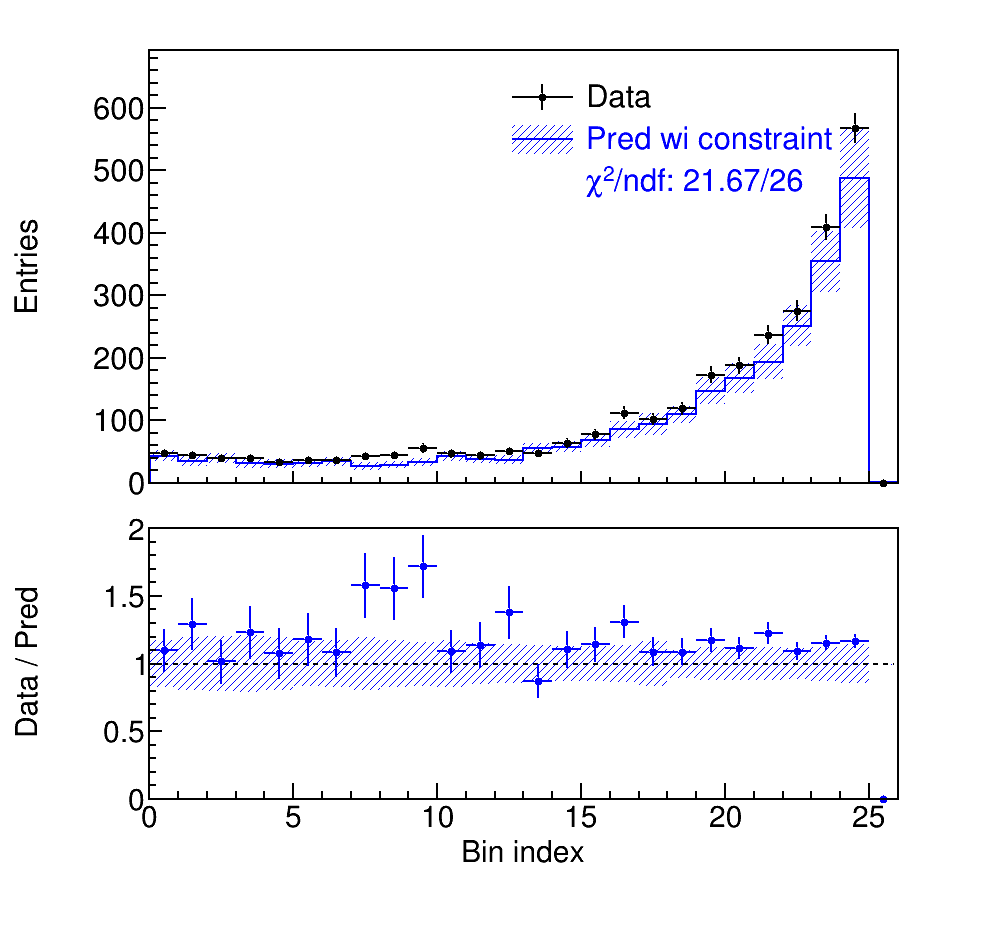 Entries
600
500
400
300
200
100
0
Data
Pred wi constraint
χ²/ndf: 21.67/26
Data / Pred
2
1.5
1
0.5
0
0 5 10 15 20 25
Bin index